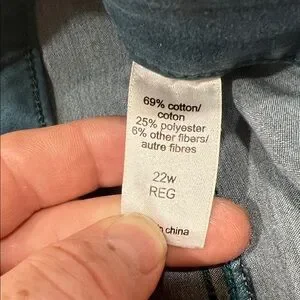 69% cotton/
coton
25% polyester
6% other fibers/
autre fibres
22W
REG
china